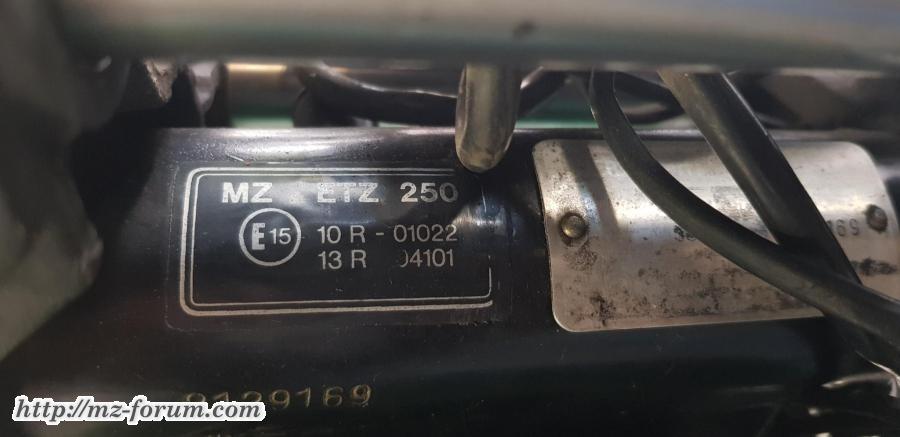 MZ ETZ 250
E15 10 R - 01022
13 R 04101
http://mz-forum.com